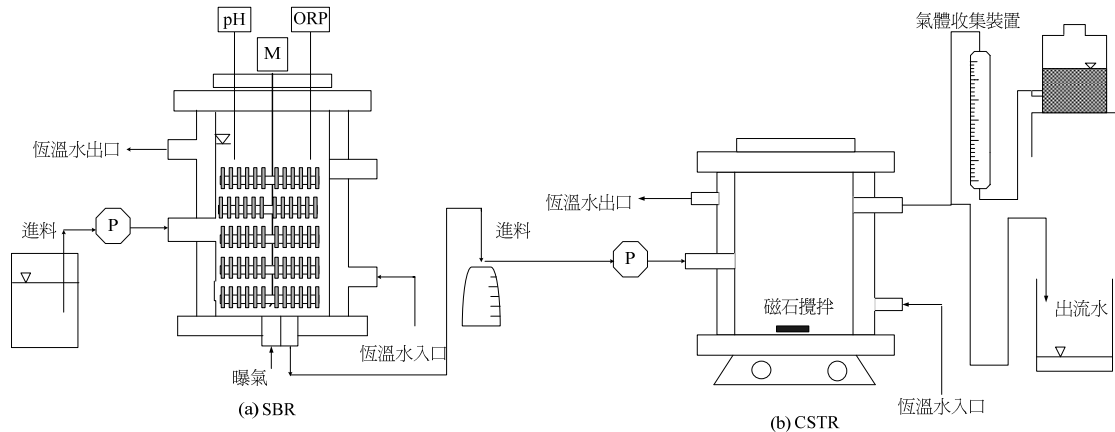 pH
ORP
M
恆溫水出口
進料
P
曝氣
恆溫水入口
(a) SBR
進料
P
恆溫水出口
氣體收集裝置
磁石攪拌
出流水
恆溫水入口
(b) CSTR